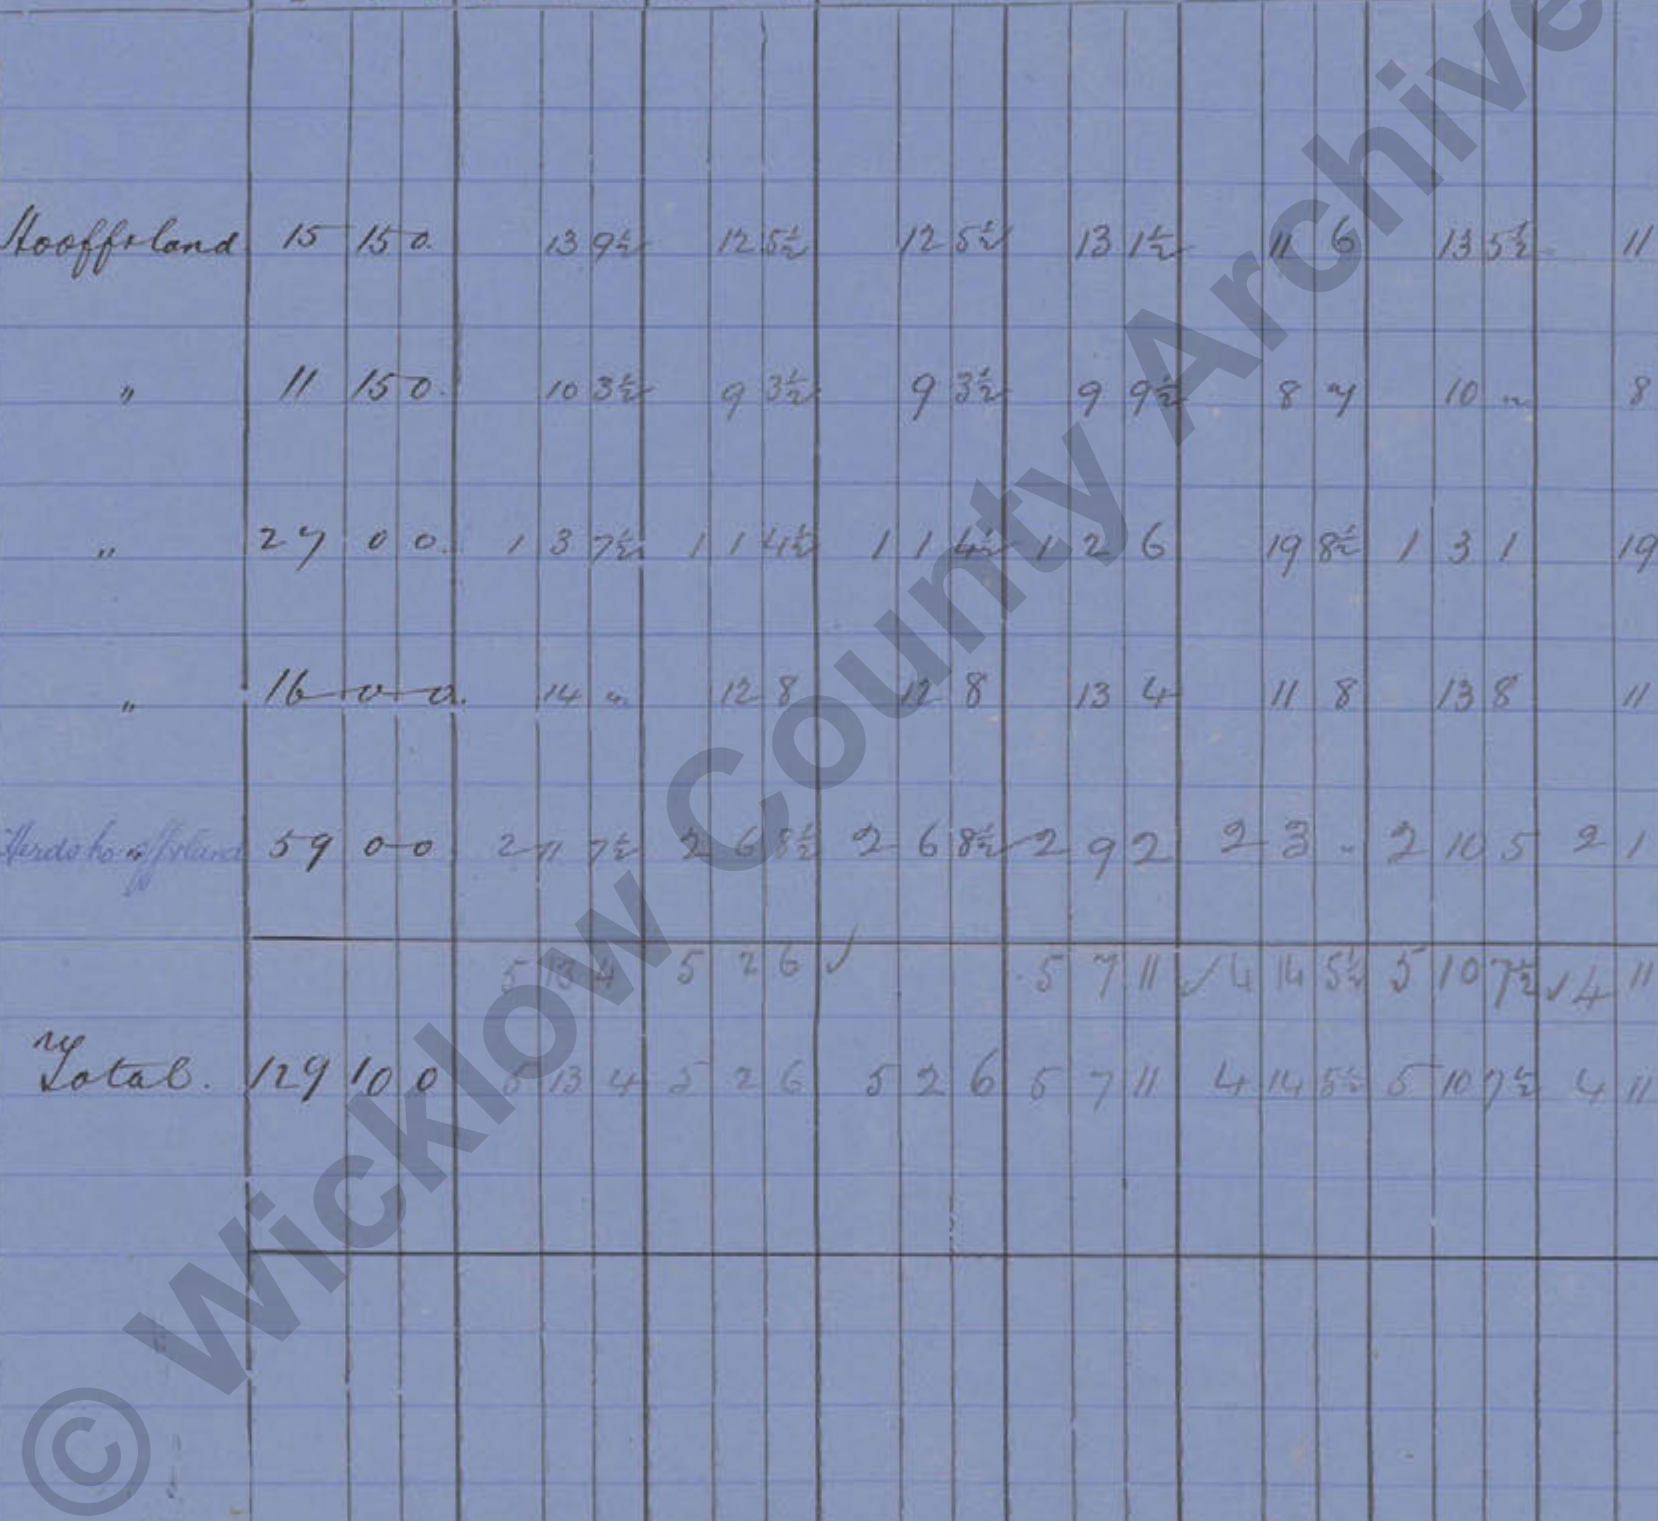 Hooffsland 15 15 0. 13 9½ 12 5½ 12 5½ 13 1½ 11 6 13 5½ 11
" 11 15 0. 10 3½ 9 3½ 9 3½ 9 9½ 8 7 10 " 8
" 27 0 0. 1 3 7½ 1 1 4½ 1 1 4½ 1 2 6 19 8½ 1 3 1 19
" 16 0 0. 14 " 12 8 12 8 13 4 11 8 13 8 11
" 59 0 0 2 11 7½ 2 6 8½ 2 6 8½ 2 9 2 2 3 " 2 10 5 2 1
5 13 4 5 2 6 ✓ 5 7 11 ✓ 4 14 5½ 5 10 7½ ✓ 4 11
Total. 129 10 0 5 13 4 5 2 6 5 2 6 5 7 11 4 14 5½ 5 10 7½ 4 11
© Wicklow County Archive